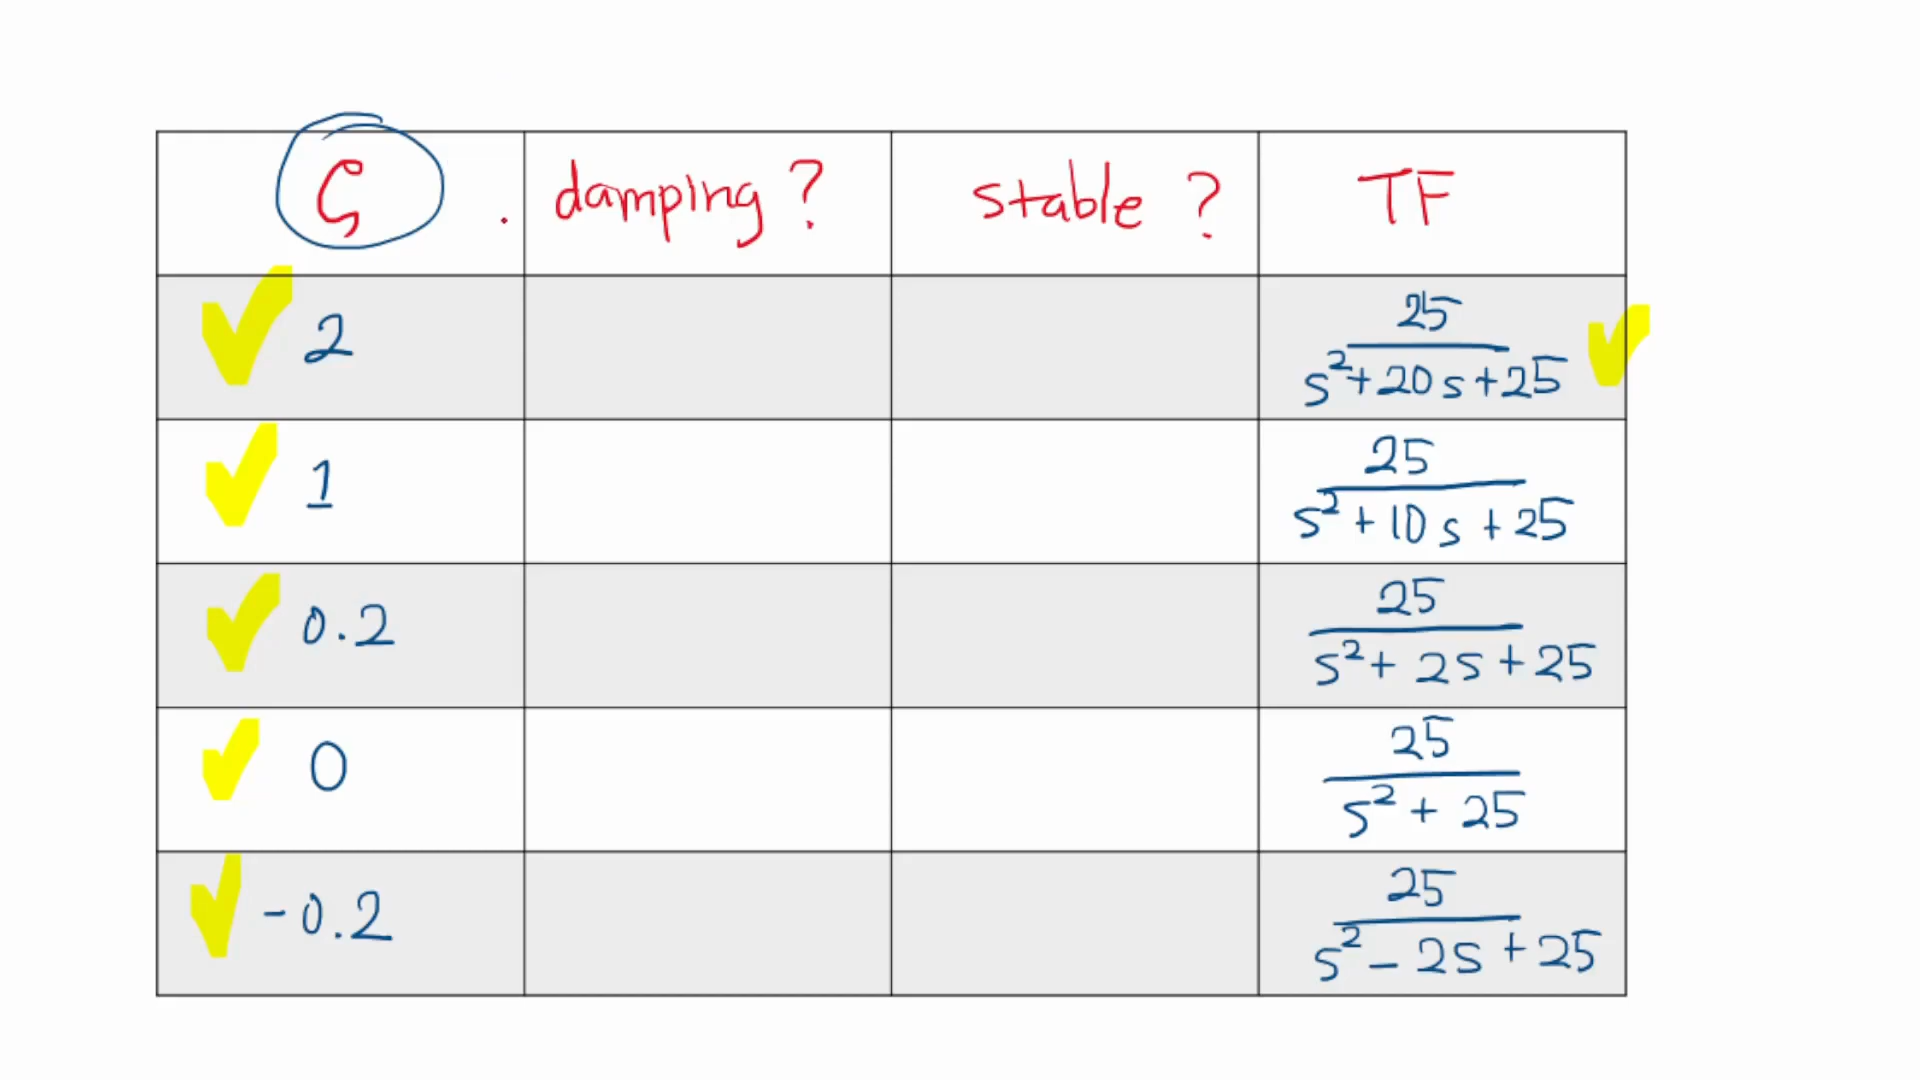 ζ . damping ? stable ? TF
2 25
s²+20s+25
1 25
s²+10s+25
0.2 25
s²+2s+25
0 25
s²+25
-0.2 25
s²-2s+25